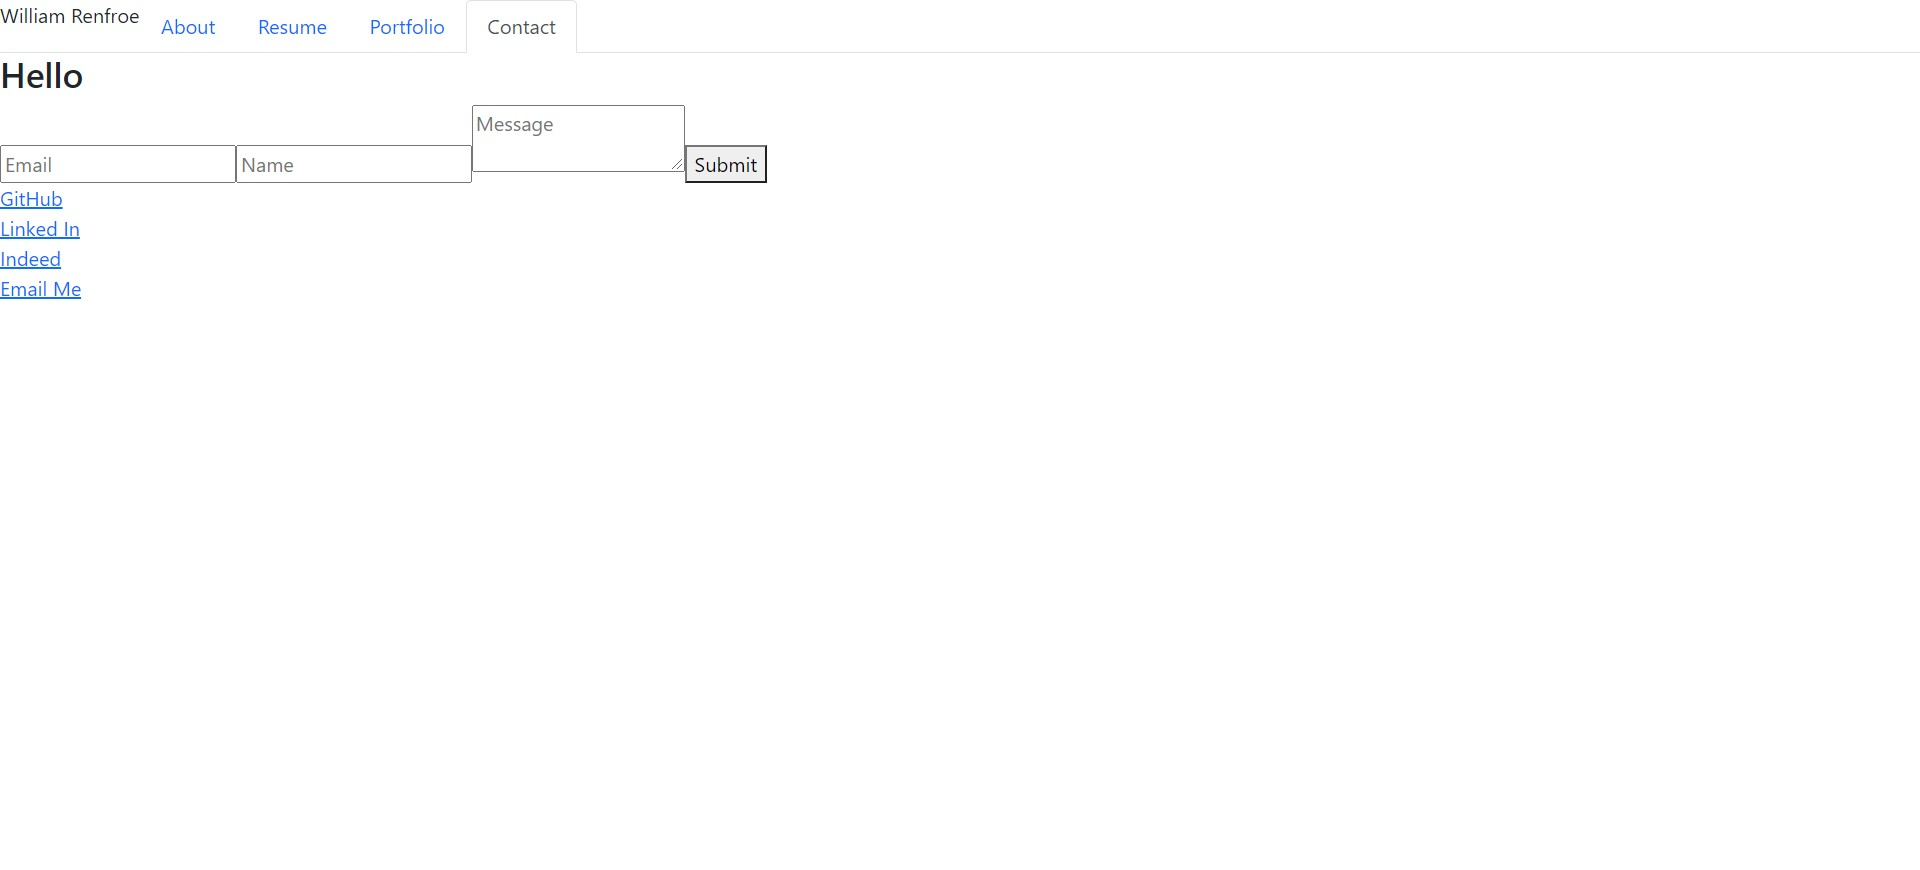 William Renfroe About Resume Portfolio Contact
Hello
Message
Email Name Submit
GitHub
Linked In
Indeed
Email Me